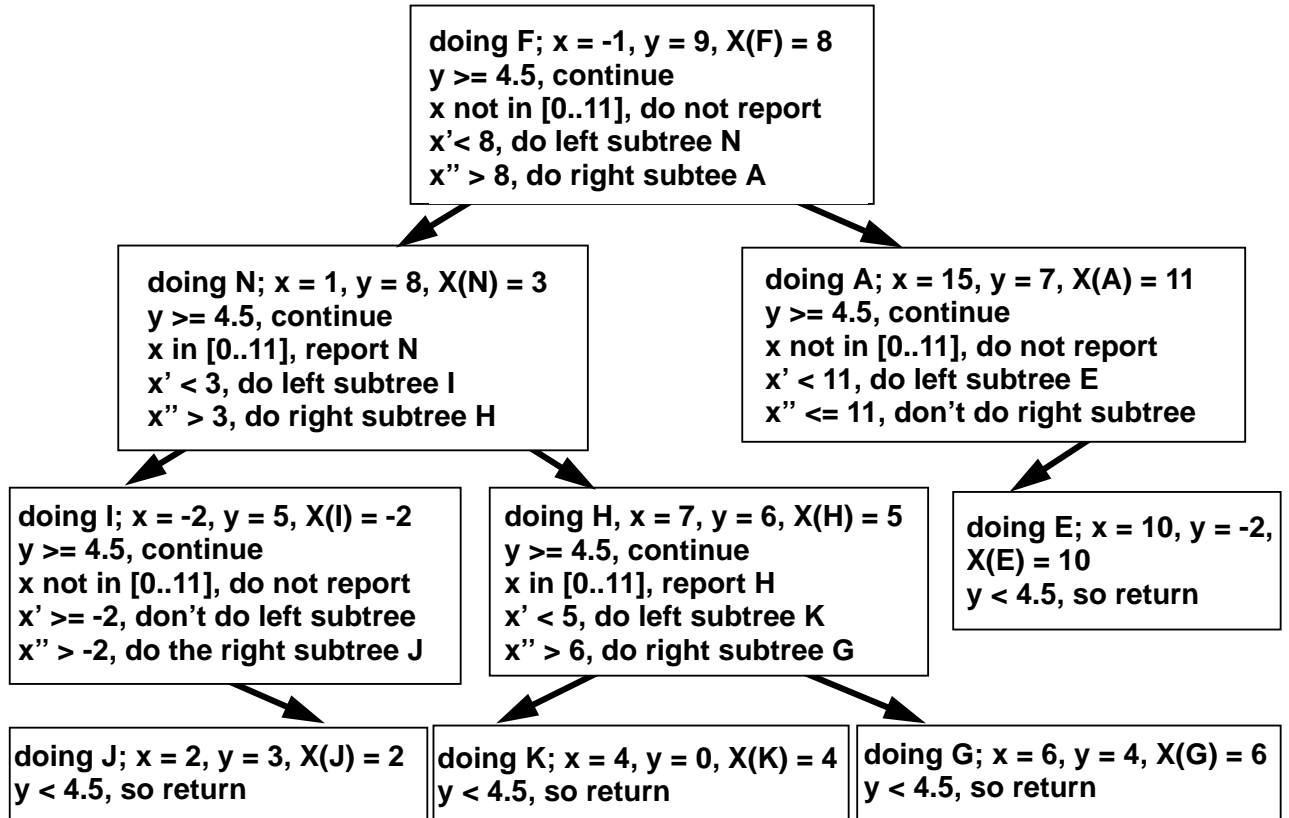 doing F; x = -1, y = 9, X(F) = 8
y >= 4.5, continue
x not in [0..11], do not report
x'< 8, do left subtree N
x'' > 8, do right subtee A
doing N; x = 1, y = 8, X(N) = 3
y >= 4.5, continue
x in [0..11], report N
x' < 3, do left subtree I
x'' > 3, do right subtree H
doing A; x = 15, y = 7, X(A) = 11
y >= 4.5, continue
x not in [0..11], do not report
x' < 11, do left subtree E
x'' <= 11, don't do right subtree
doing I; x = -2, y = 5, X(I) = -2
y >= 4.5, continue
x not in [0..11], do not report
x' >= -2, don't do left subtree
x'' > -2, do the right subtree J
doing H, x = 7, y = 6, X(H) = 5
y >= 4.5, continue
x in [0..11], report H
x' < 5, do left subtree K
x'' > 6, do right subtree G
doing E; x = 10, y = -2,
X(E) = 10
y < 4.5, so return
doing J; x = 2, y = 3, X(J) = 2
y < 4.5, so return
doing K; x = 4, y = 0, X(K) = 4
y < 4.5, so return
doing G; x = 6, y = 4, X(G) = 6
y < 4.5, so return